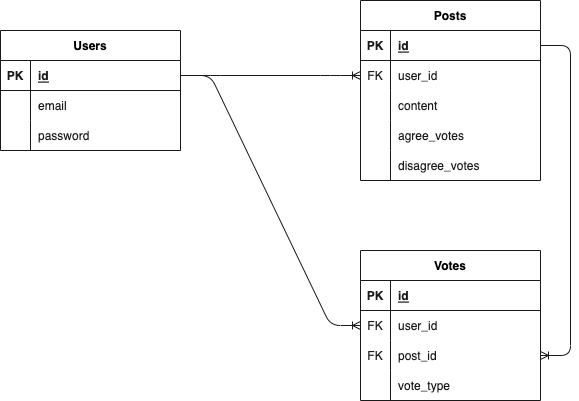 Users
PK id
email
password
Posts
PK id
FK user_id
content
agree_votes
disagree_votes
Votes
PK id
FK user_id
FK post_id
vote_type